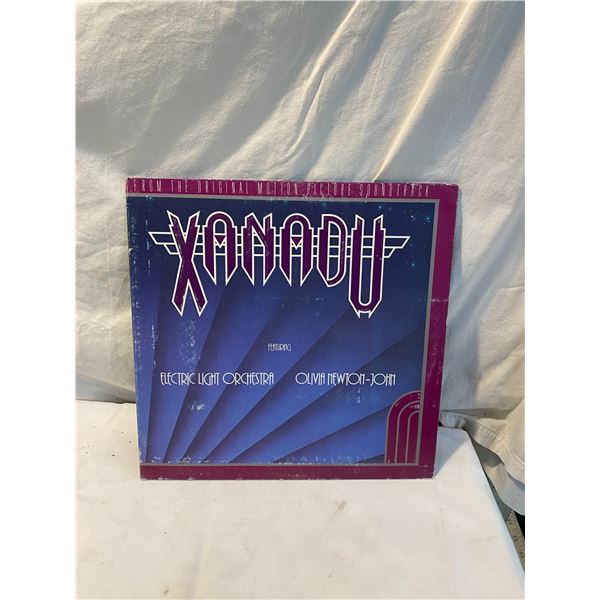 FROM THE ORIGINAL MOTION PICTURE SOUNDTRACK
XANADU
FEATURING
ELECTRIC LIGHT ORCHESTRA OLIVIA NEWTON-JOHN